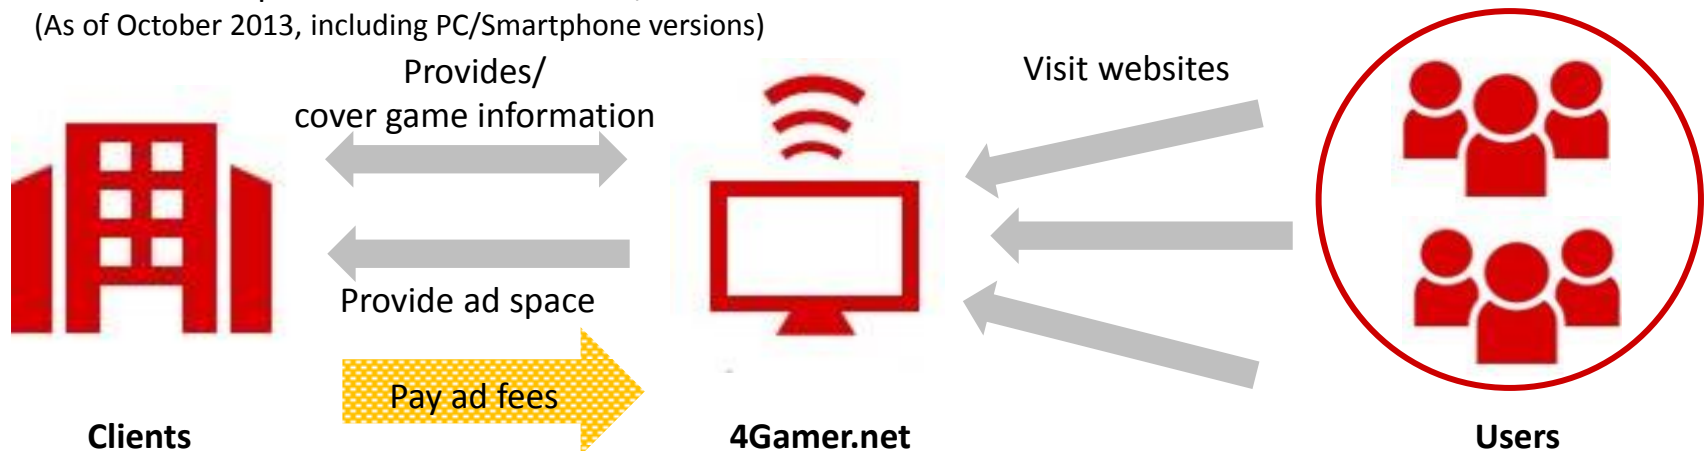 (As of October 2013, including PC/Smartphone versions)
Provides/
cover game information
Visit websites
Provide ad space
Pay ad fees
Clients
4Gamer.net
Users